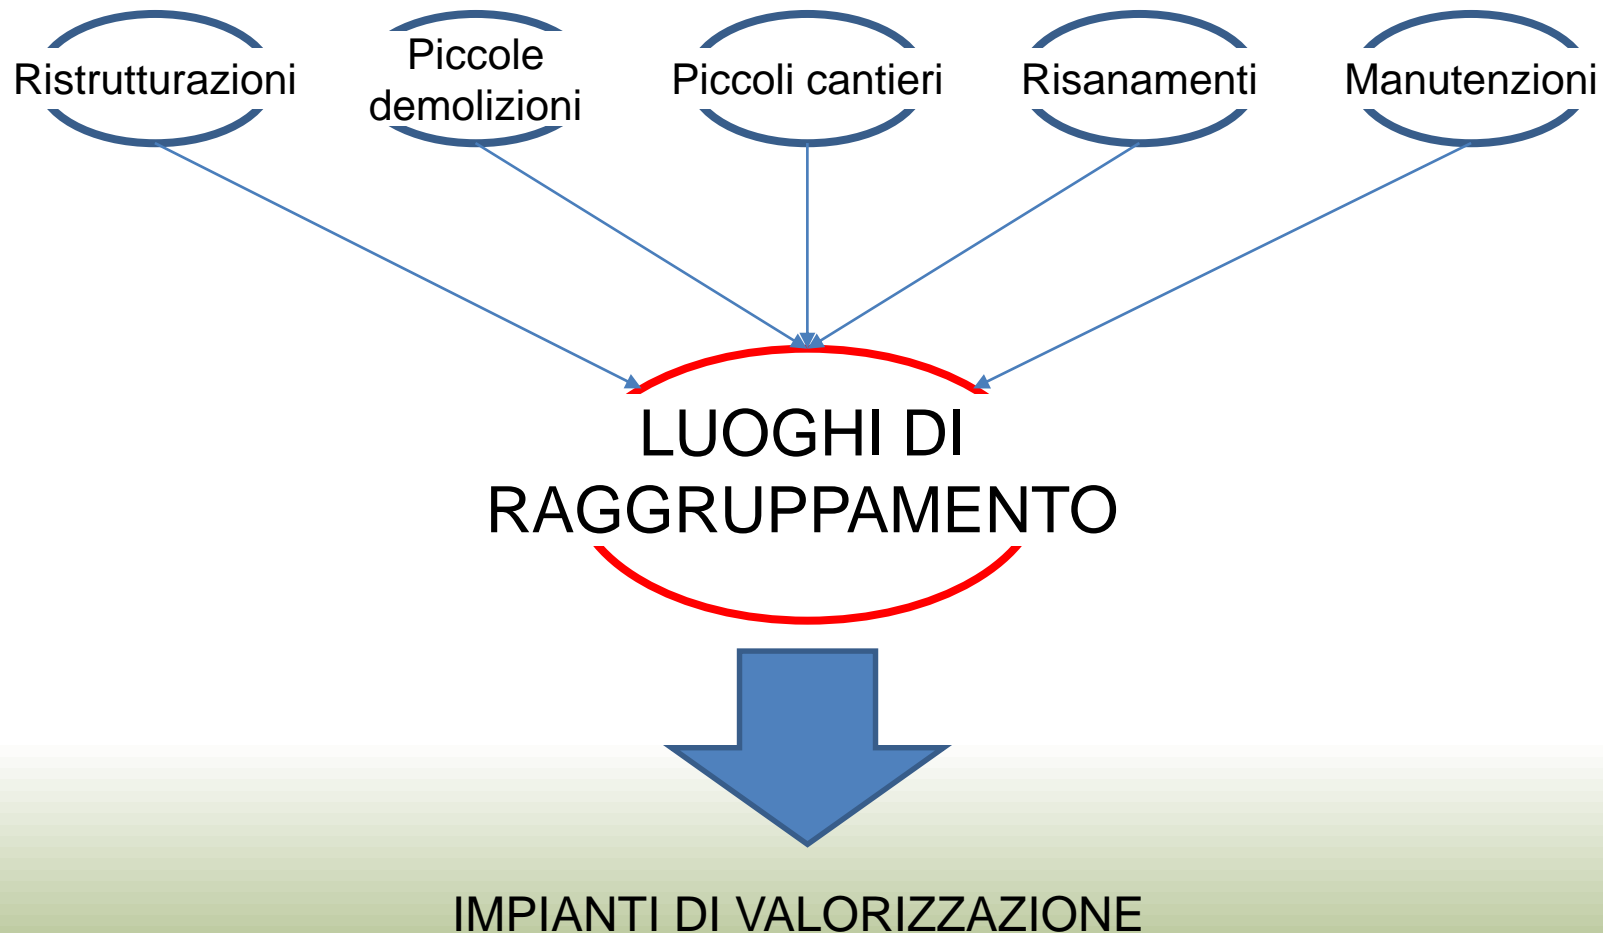 Ristrutturazioni
Piccole
demolizioni
Piccoli cantieri
Risanamenti
Manutenzioni
LUOGHI DI
RAGGRUPPAMENTO
IMPIANTI DI VALORIZZAZIONE